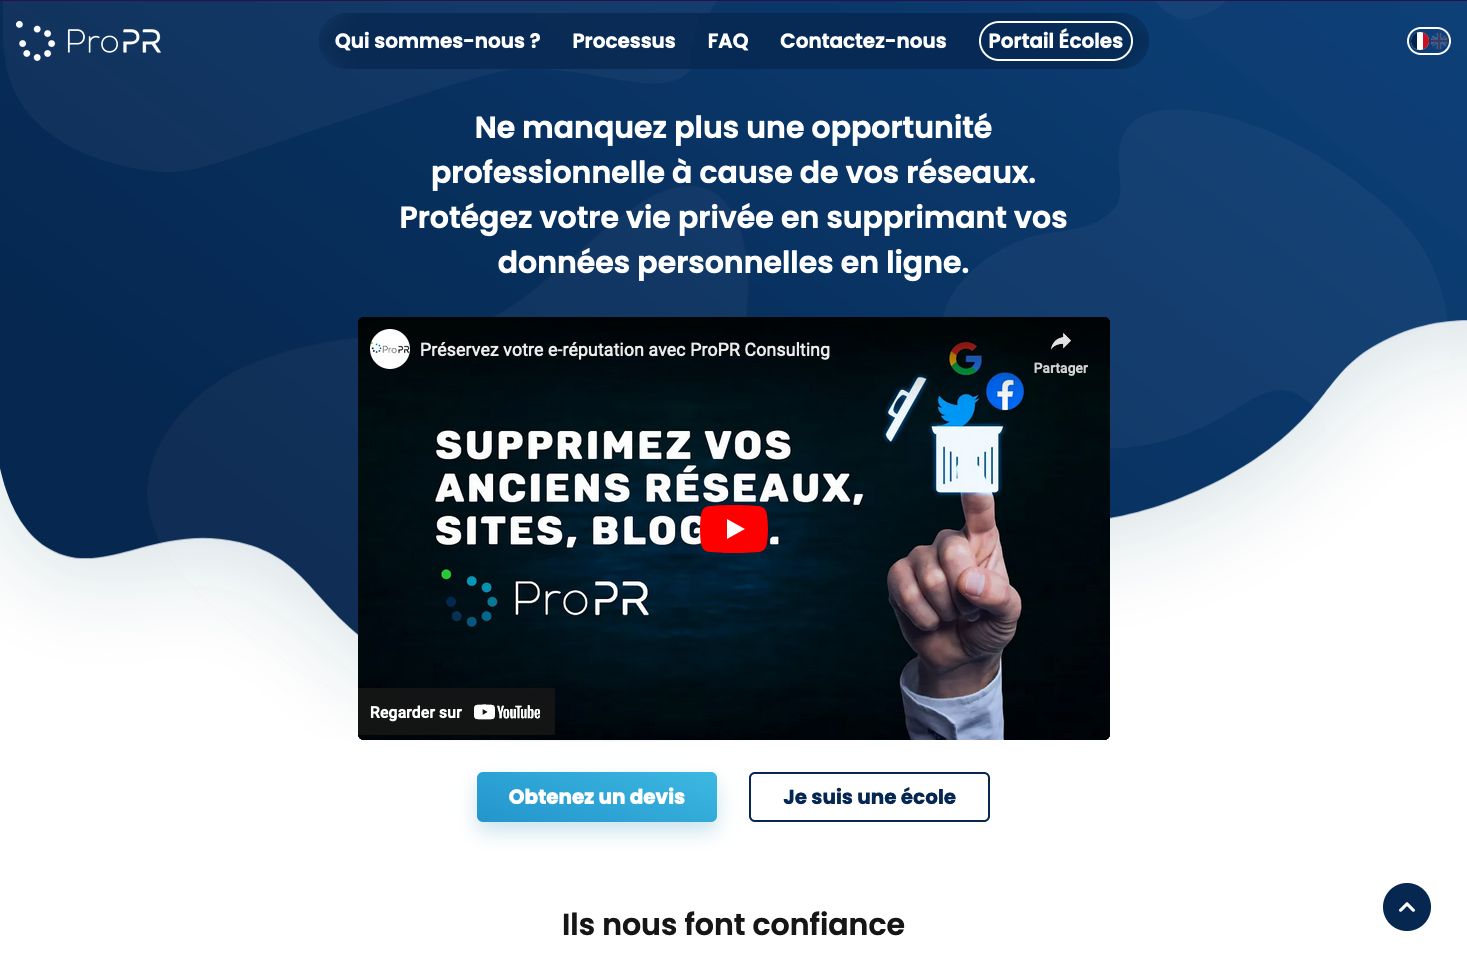 ProPR
Qui sommes-nous ?
Processus
FAQ
Contactez-nous
Portail Écoles
Ne manquez plus une opportunité
professionnelle à cause de vos réseaux.
Protégez votre vie privée en supprimant vos
données personnelles en ligne.
ProPR
Préservez votre e-réputation avec ProPR Consulting
Partager
SUPPRIMEZ VOS
ANCIENS RÉSEAUX,
SITES, BLOG
ProPR
Regarder sur YouTube
Obtenez un devis
Je suis une école
Ils nous font confiance